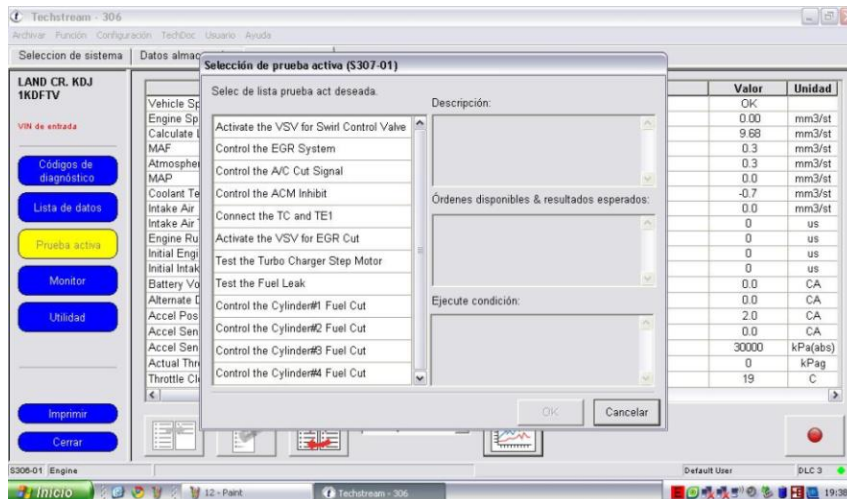 Techstream - 306
Archivar Función Configuración TechDoc Usuario Ayuda
Seleccion de sistema
Datos almac
LAND CR. KDJ
1KDFTV
VIN de entrada
Códigos de
diagnóstico
Lista de datos
Prueba activa
Monitor
Utilidad
Imprimir
Cerrar
Vehicle Sp
Engine Sp
Calculate L
MAF
Atmospher
MAP
Coolant Te
Intake Air
Intake Air T
Engine Ru
Initial Engi
Initial Intak
Battery Vo
Alternate D
Accel Pos
Accel Sen
Accel Sen
Actual Thr
Throttle Cl
Selección de prueba activa (S307-01)
Selec de lista prueba act deseada.
Activate the VSV for Swirl Control Valve
Control the EGR System
Control the A/C Cut Signal
Control the ACM Inhibit
Connect the TC and TE1
Activate the VSV for EGR Cut
Test the Turbo Charger Step Motor
Test the Fuel Leak
Control the Cylinder#1 Fuel Cut
Control the Cylinder#2 Fuel Cut
Control the Cylinder#3 Fuel Cut
Control the Cylinder#4 Fuel Cut
Descripción:
Órdenes disponibles & resultados esperados:
Ejecute condición:
OK
Cancelar
Valor Unidad
OK
0.00 mm3/st
9.68 mm3/st
0.3 mm3/st
0.3 mm3/st
0.0 mm3/st
-0.7 mm3/st
0.0 mm3/st
0 us
0 us
0 us
0 us
0.0 CA
0.0 CA
2.0 CA
0.0 CA
30000 kPa(abs)
0 kPag
19 C
S306-01 Engine
Default User
DLC 3
Inicio
12 - Paint
Techstream - 306
19:38